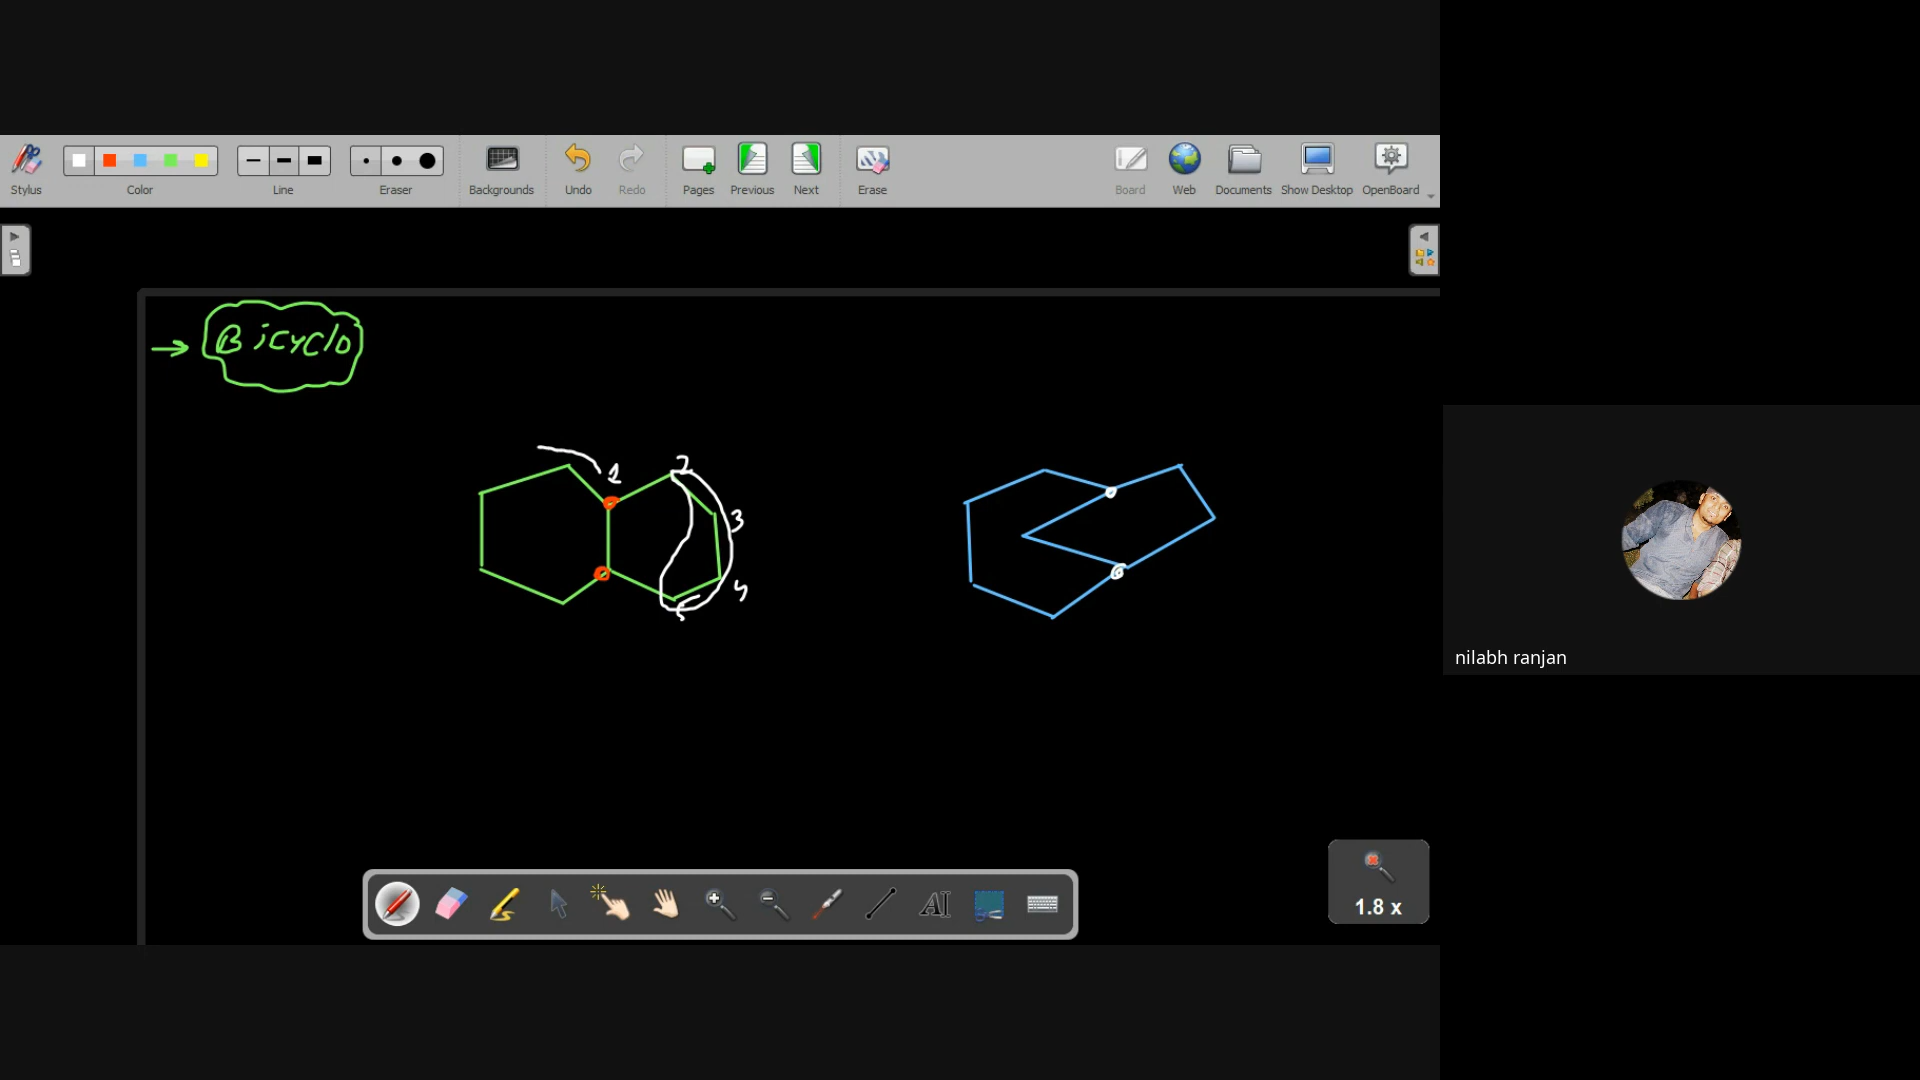 Stylus Color Line Eraser Backgrounds Undo Redo Pages Previous Next Erase Board Web Documents Show Desktop OpenBoard
→ Bicyclo
1 2
3
4
5
nilabh ranjan
AI
1.8 x